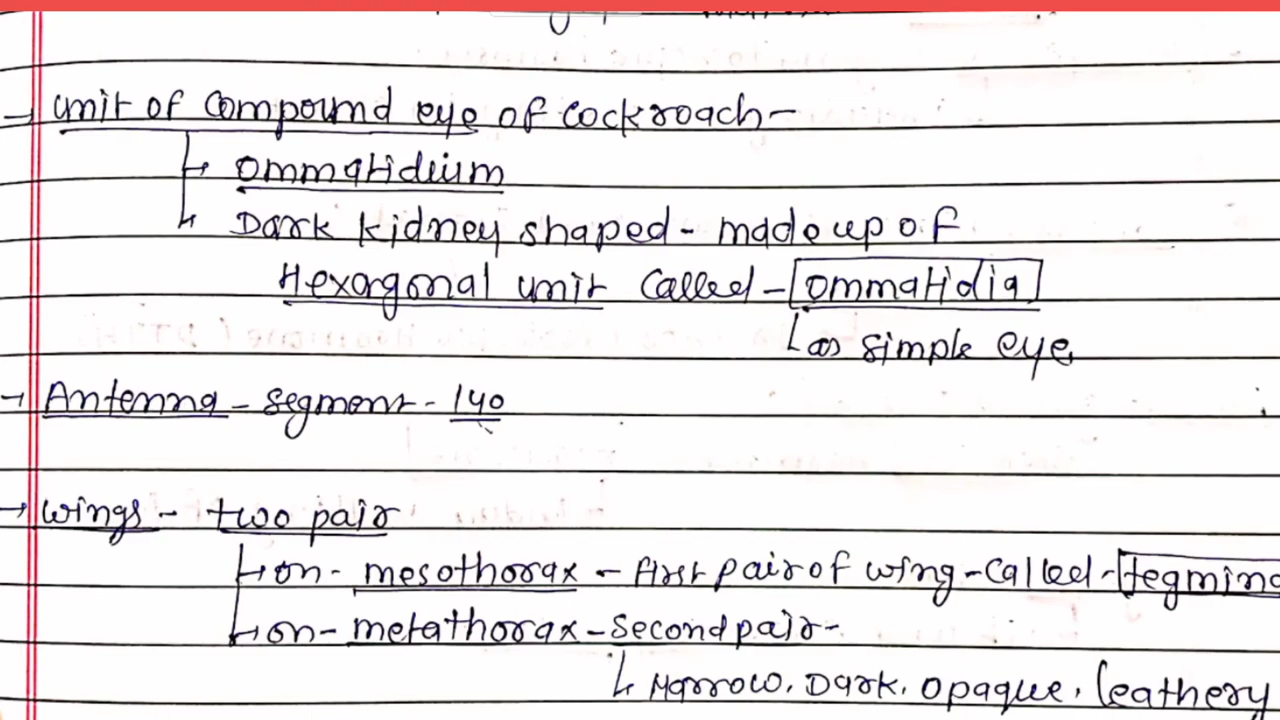 → unit of compound eye of cockroach-
↳ ommatidium
↳ Dark kidney shaped - made up of
Hexagonal unit called - ommatidia
↳ as simple eye
→ Antenna - segment - 140
→ wings - two pair
↳ on - mesothorax - first pair of wing - called - tegmina
↳ on - metathorax - second pair -
↳ Narrow, Dark, opaque, leathery